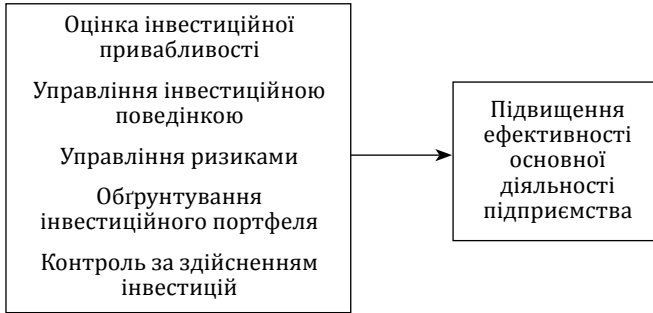 Оцінка інвестиційної
привабливості
Управління інвестиційною
поведінкою
Управління ризиками
Обґрунтування
інвестиційного портфеля
Контроль за здійсненням
інвестицій
Підвищення
ефективності
основної
діяльності
підприємства